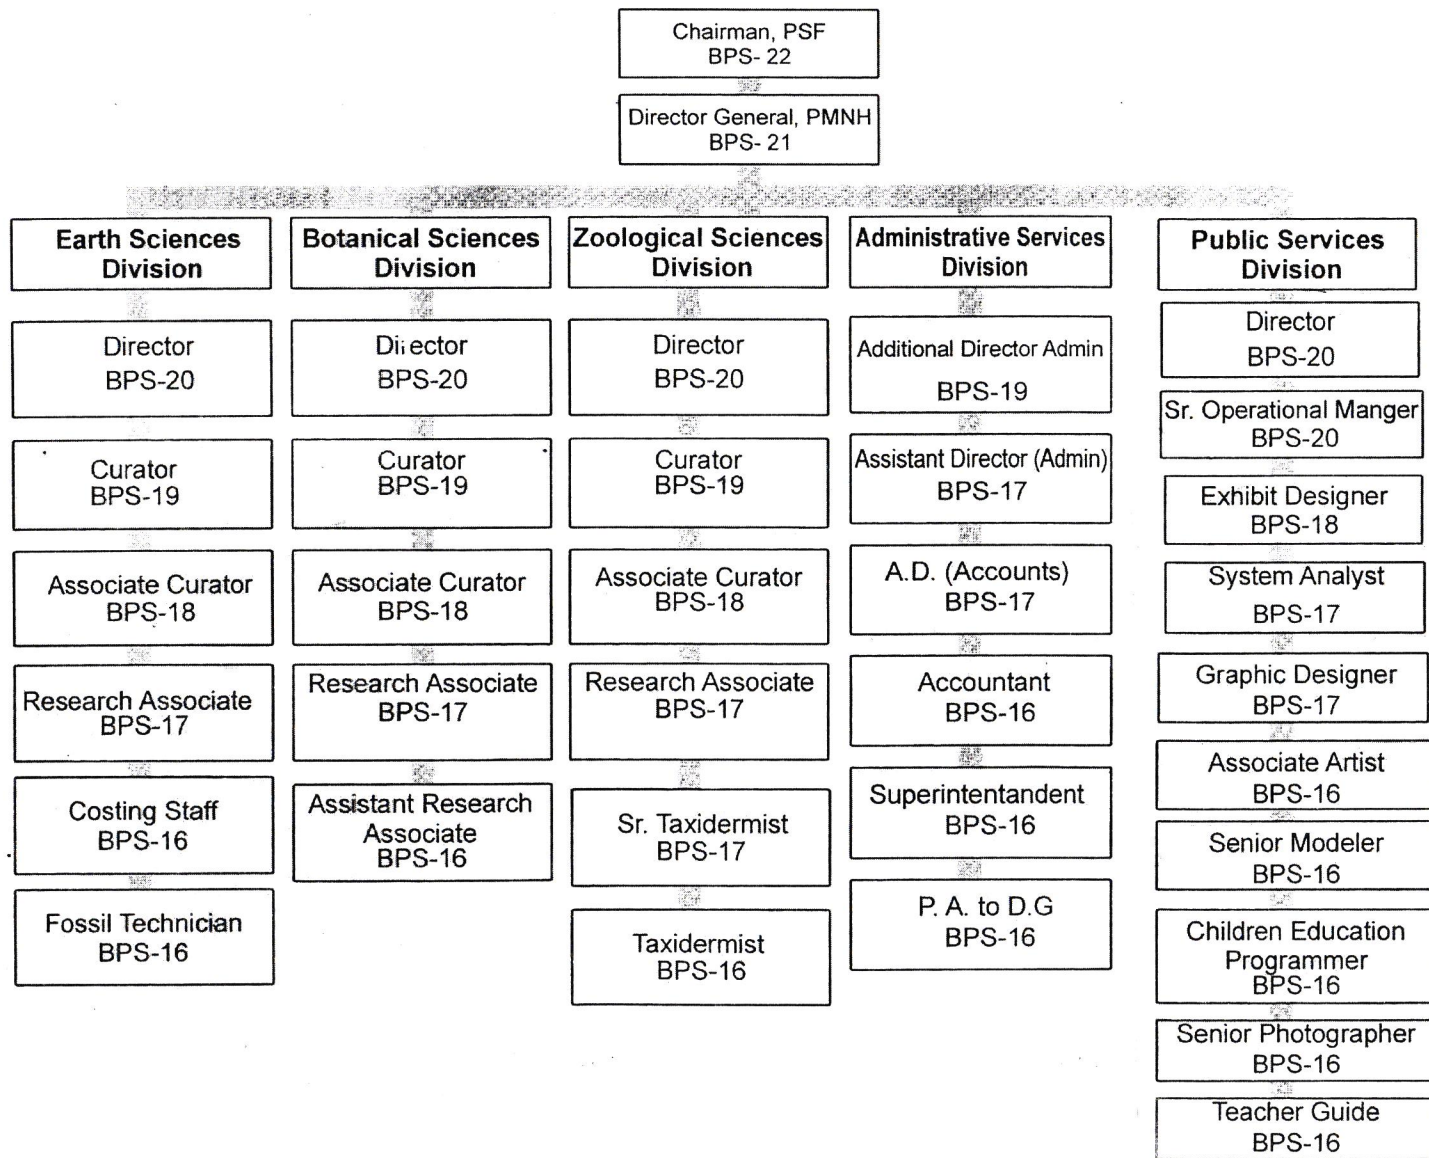 Chairman, PSF
BPS- 22
Director General, PMNH
BPS- 21
Earth Sciences
Division
Director
BPS-20
Curator
BPS-19
Associate Curator
BPS-18
Research Associate
BPS-17
Costing Staff
BPS-16
Fossil Technician
BPS-16
Botanical Sciences
Division
Director
BPS-20
Curator
BPS-19
Associate Curator
BPS-18
Research Associate
BPS-17
Assistant Research
Associate
BPS-16
Zoological Sciences
Division
Director
BPS-20
Curator
BPS-19
Associate Curator
BPS-18
Research Associate
BPS-17
Sr. Taxidermist
BPS-17
Taxidermist
BPS-16
Administrative Services
Division
Additional Director Admin
BPS-19
Assistant Director (Admin)
BPS-17
A.D. (Accounts)
BPS-17
Accountant
BPS-16
Superintentandent
BPS-16
P. A. to D.G
BPS-16
Public Services
Division
Director
BPS-20
Sr. Operational Manger
BPS-20
Exhibit Designer
BPS-18
System Analyst
BPS-17
Graphic Designer
BPS-17
Associate Artist
BPS-16
Senior Modeler
BPS-16
Children Education
Programmer
BPS-16
Senior Photographer
BPS-16
Teacher Guide
BPS-16